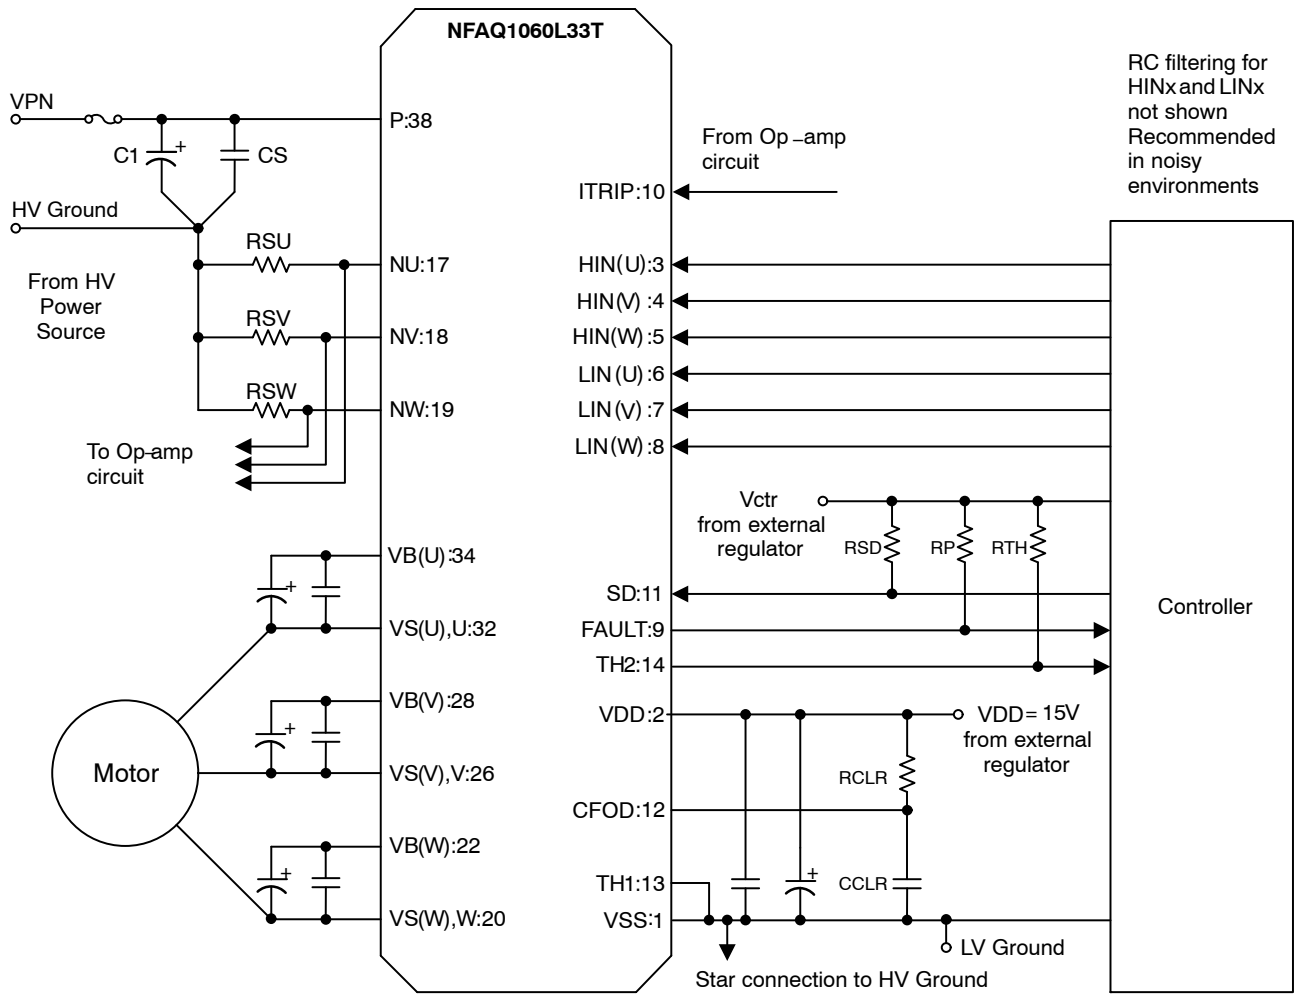 NFAQ1060L33T
VPN
C1
+
CS
P:38
HV Ground
From HV
Power
Source
RSU
NU:17
RSV
NV:18
RSW
NW:19
To Op-amp
circuit
VB(U):34
+
VS(U),U:32
VB(V):28
+
VS(V),V:26
VB(W):22
+
VS(W),W:20
Motor
From Op-amp
circuit
ITRIP:10
HIN(U):3
HIN(V):4
HIN(W):5
LIN(U):6
LIN(V):7
LIN(W):8
Vctr
from external
regulator
RSD
RP
RTH
SD:11
FAULT:9
TH2:14
VDD:2
VDD=15V
from external
regulator
RCLR
CFOD:12
TH1:13
+
CCLR
VSS:1
LV Ground
Star connection to HV Ground
RC filtering for
HINx and LINx
not shown
Recommended
in noisy
environments
Controller